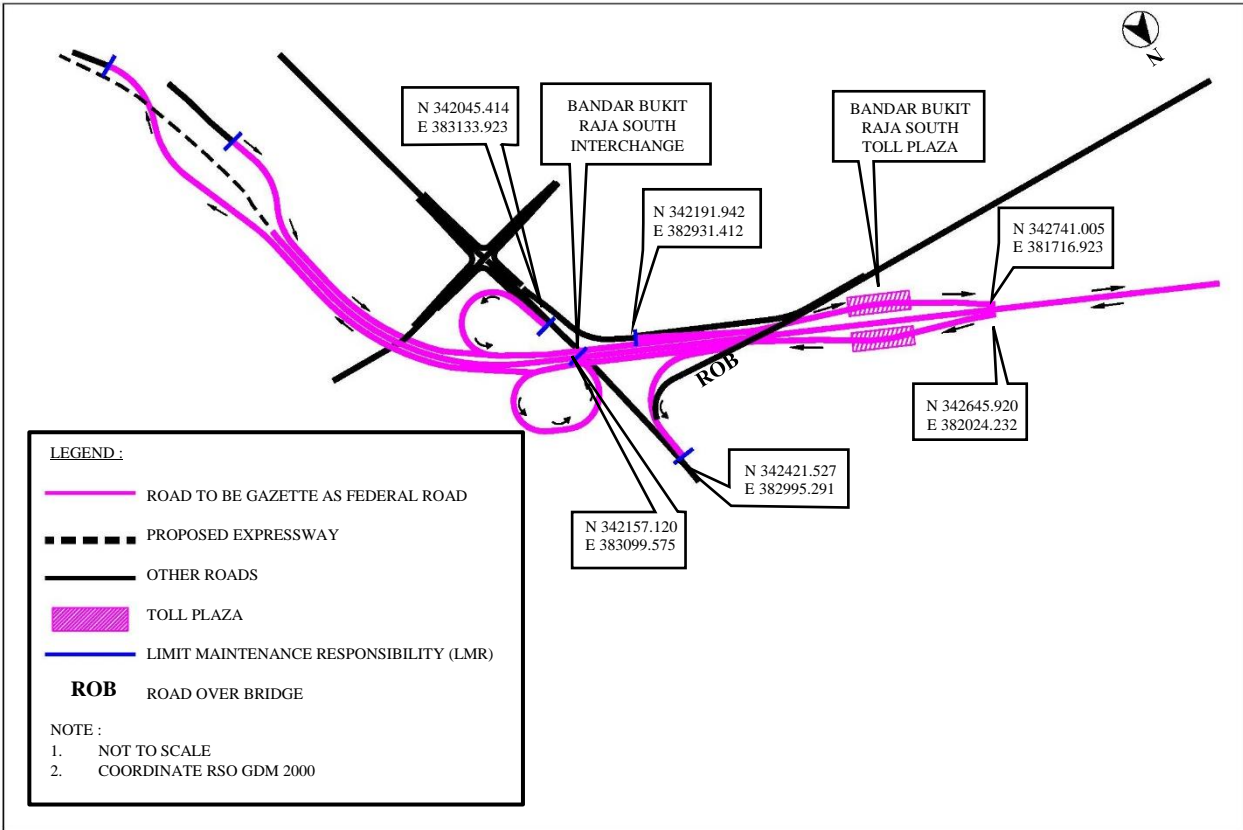 N
N 342045.414
E 383133.923
BANDAR BUKIT
RAJA SOUTH
INTERCHANGE
BANDAR BUKIT
RAJA SOUTH
TOLL PLAZA
N 342191.942
E 382931.412
N 342741.005
E 381716.923
ROB
N 342645.920
E 382024.232
N 342421.527
E 382995.291
N 342157.120
E 383099.575
LEGEND :
ROAD TO BE GAZETTE AS FEDERAL ROAD
PROPOSED EXPRESSWAY
OTHER ROADS
TOLL PLAZA
LIMIT MAINTENANCE RESPONSIBILITY (LMR)
ROB ROAD OVER BRIDGE
NOTE :
1. NOT TO SCALE
2. COORDINATE RSO GDM 2000